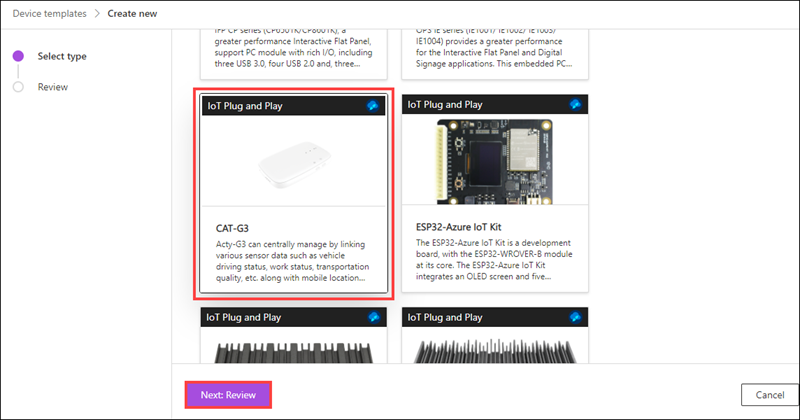 Device templates > Create new
Select type
Review
IFP CP series (CP6501K/CP8601K), a
greater performance Interactive Flat Panel,
support PC module with rich I/O, including
three USB 3.0, four USB 2.0 and, three...
OPS IE series (IE1001/ IE1002/ IE1003/
IE1004) provides a greater performance
for the Interactive Flat Panel and Digital
Signage applications. This embedded PC...
IoT Plug and Play
CAT-G3
Acty-G3 can centrally manage by linking
various sensor data such as vehicle
driving status, work status, transportation
quality, etc. along with mobile location...
IoT Plug and Play
ESP32-Azure IoT Kit
The ESP32-Azure IoT Kit is a development
board, with the ESP32-WROVER-B module
at its core. The ESP32-Azure IoT Kit
integrates an OLED screen and five...
IoT Plug and Play
IoT Plug and Play
Next: Review
Cancel